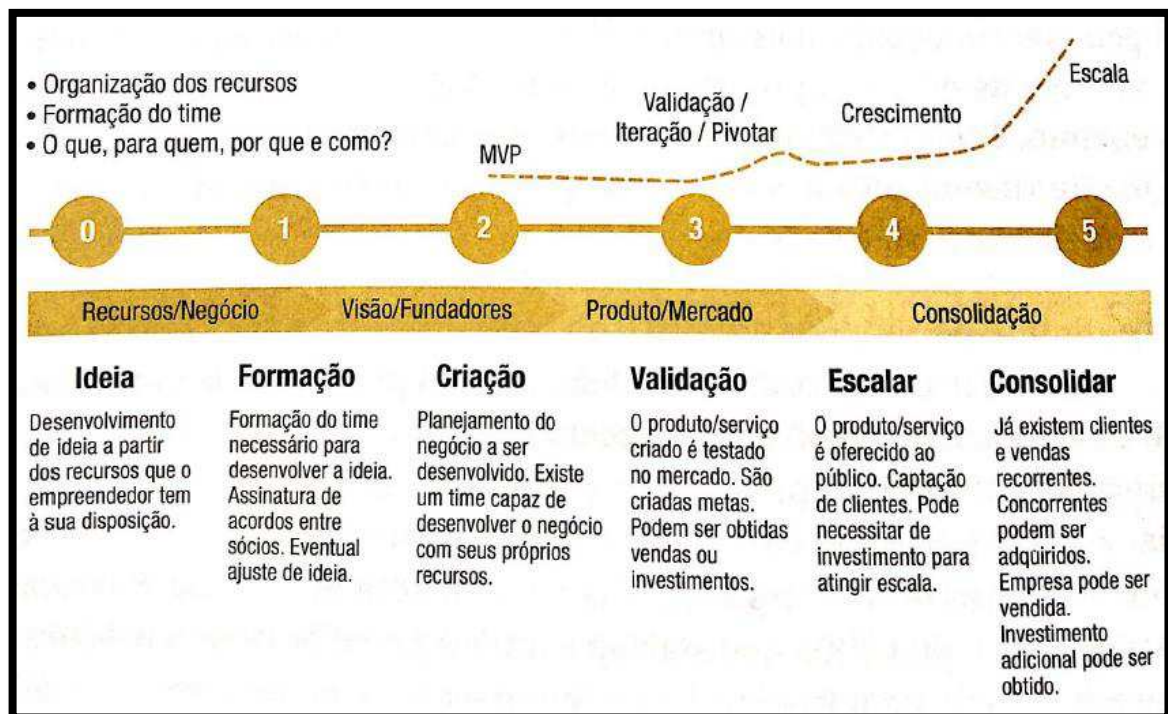 • Organização dos recursos
• Formação do time
• O que, para quem, por que e como?
MVP
Validação /
Iteração / Pivotar
Crescimento
Escala
0 1 2 3 4 5
Recursos/Negócio Visão/Fundadores Produto/Mercado Consolidação
Ideia
Desenvolvimento
de ideia a partir
dos recursos que o
empreendedor tem
à sua disposição.
Formação
Formação do time
necessário para
desenvolver a ideia.
Assinatura de
acordos entre
sócios. Eventual
ajuste de ideia.
Criação
Planejamento do
negócio a ser
desenvolvido. Existe
um time capaz de
desenvolver o negócio
com seus próprios
recursos.
Validação
O produto/serviço
criado é testado
no mercado. São
criadas metas.
Podem ser obtidas
vendas ou
investimentos.
Escalar
O produto/serviço
é oferecido ao
público. Captação
de clientes. Pode
necessitar de
investimento para
atingir escala.
Consolidar
Já existem clientes
e vendas
recorrentes.
Concorrentes
podem ser
adquiridos.
Empresa pode ser
vendida.
Investimento
adicional pode ser
obtido.